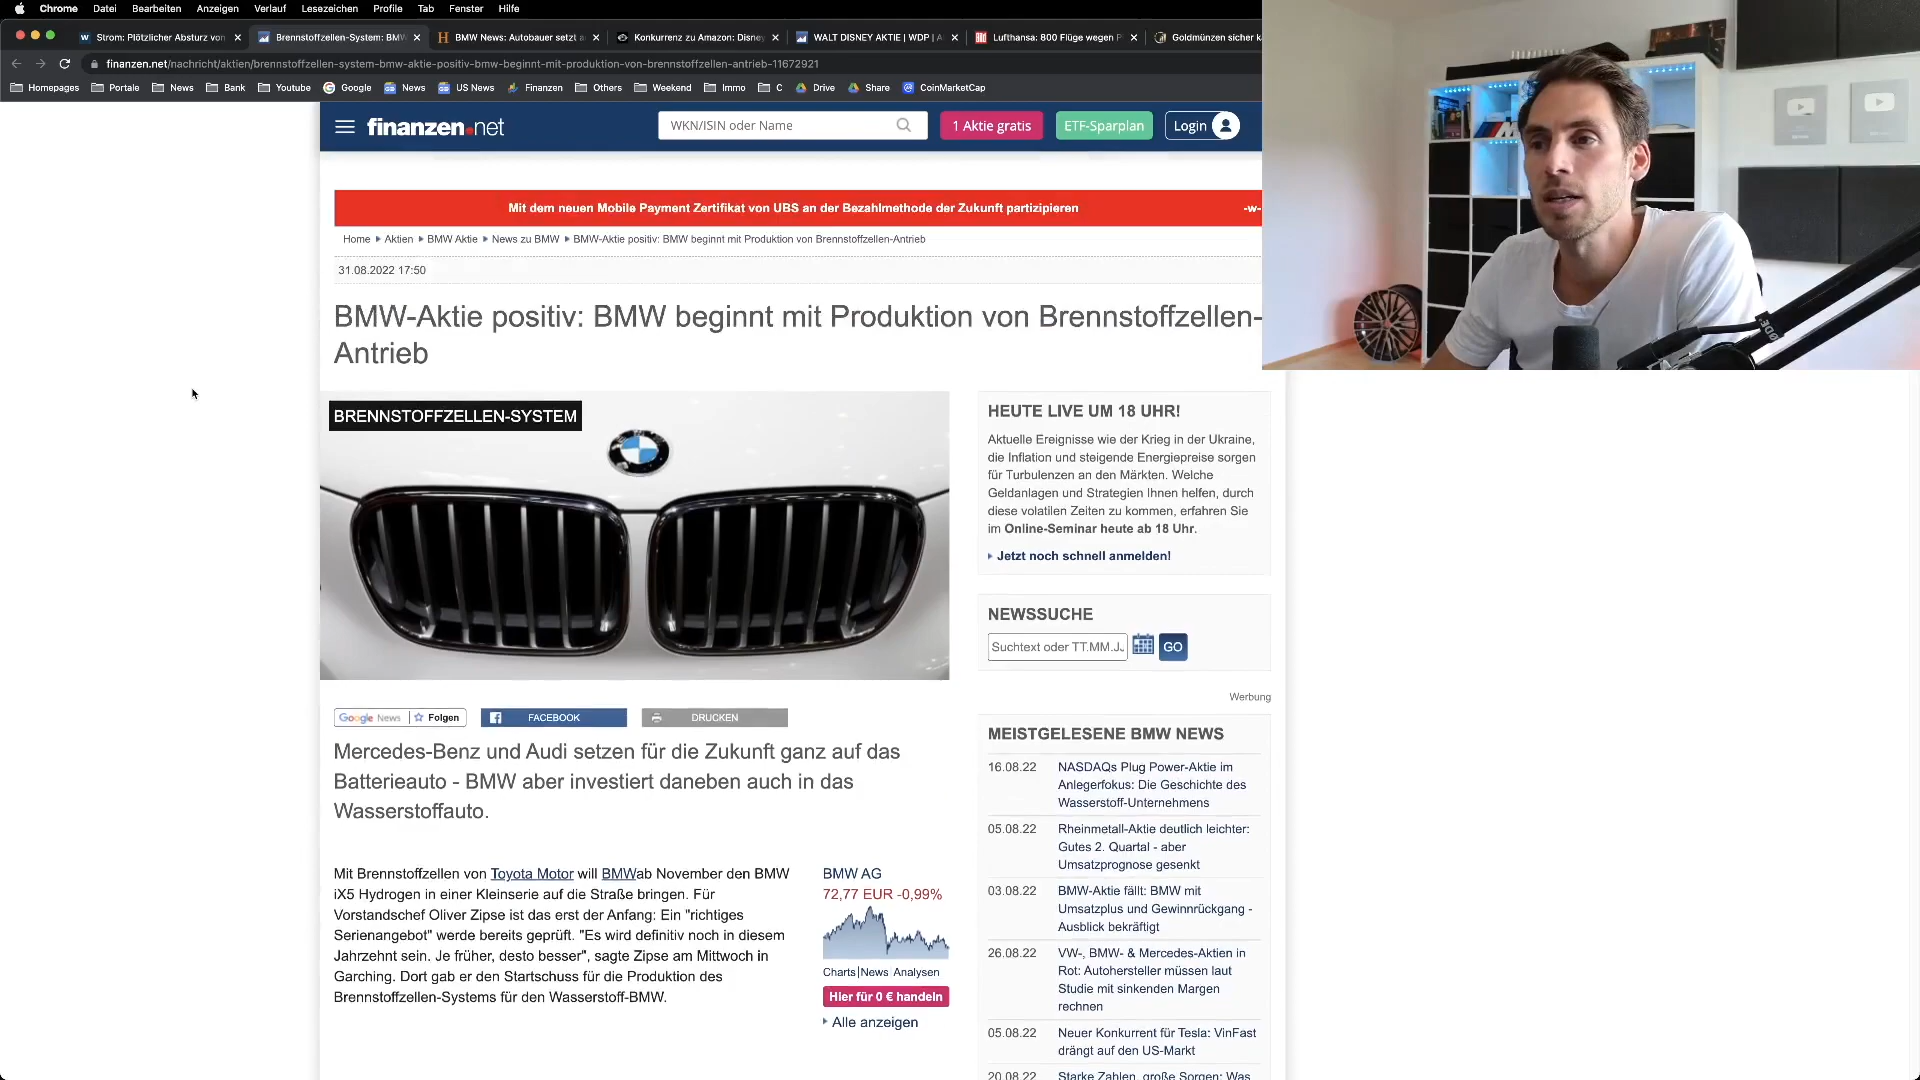 Chrome Datei Bearbeiten Anzeigen Verlauf Lesezeichen Profile Tab Fenster Hilfe
Strom: Plötzlicher Absturz von
Brennstoffzellen-System: BMW
BMW News: Autobauer setzt a
Konkurrenz zu Amazon: Disney
WALT DISNEY AKTIE | WDP | A
Lufthansa: 800 Flüge wegen P
Goldmünzen sicher k
finanzen.net/nachricht/aktien/brennstoffzellen-system-bmw-aktie-positiv-bmw-beginnt-mit-produktion-von-brennstoffzellen-antrieb-11672921
Homepages Portale News Bank Youtube Google News US News Finanzen Others Weekend Immo C Drive Share CoinMarketCap
finanzen.net
WKN/ISIN oder Name
1 Aktie gratis
ETF-Sparplan
Login
Mit dem neuen Mobile Payment Zertifikat von UBS an der Bezahlmethode der Zukunft partizipieren
-w-
Home Aktien BMW Aktie News zu BMW BMW-Aktie positiv: BMW beginnt mit Produktion von Brennstoffzellen-Antrieb
31.08.2022 17:50
BMW-Aktie positiv: BMW beginnt mit Produktion von Brennstoffzellen-
Antrieb
BRENNSTOFFZELLEN-SYSTEM
Google News Folgen
FACEBOOK
DRUCKEN
Mercedes-Benz und Audi setzen für die Zukunft ganz auf das
Batterieauto - BMW aber investiert daneben auch in das
Wasserstoffauto.
Mit Brennstoffzellen von Toyota Motor will BMWab November den BMW
iX5 Hydrogen in einer Kleinserie auf die Straße bringen. Für
Vorstandschef Oliver Zipse ist das erst der Anfang: Ein "richtiges
Serienangebot" werde bereits geprüft. "Es wird definitiv noch in diesem
Jahrzehnt sein. Je früher, desto besser", sagte Zipse am Mittwoch in
Garching. Dort gab er den Startschuss für die Produktion des
Brennstoffzellen-Systems für den Wasserstoff-BMW.
BMW AG
72,77 EUR -0,99%
Charts|News Analysen
Hier für 0 € handeln
Alle anzeigen
HEUTE LIVE UM 18 UHR!
Aktuelle Ereignisse wie der Krieg in der Ukraine,
die Inflation und steigende Energiepreise sorgen
für Turbulenzen an den Märkten. Welche
Geldanlagen und Strategien Ihnen helfen, durch
diese volatilen Zeiten zu kommen, erfahren Sie
im Online-Seminar heute ab 18 Uhr.
Jetzt noch schnell anmelden!
NEWSSUCHE
Suchtext oder TT.MM.J
GO
Werbung
MEISTGELESENE BMW NEWS
16.08.22 NASDAQs Plug Power-Aktie im
Anlegerfokus: Die Geschichte des
Wasserstoff-Unternehmens
05.08.22 Rheinmetall-Aktie deutlich leichter:
Gutes 2. Quartal - aber
Umsatzprognose gesenkt
03.08.22 BMW-Aktie fällt: BMW mit
Umsatzplus und Gewinnrückgang -
Ausblick bekräftigt
26.08.22 VW-, BMW- & Mercedes-Aktien in
Rot: Autohersteller müssen laut
Studie mit sinkenden Margen
rechnen
05.08.22 Neuer Konkurrent für Tesla: VinFast
drängt auf den US-Markt
20.08.22 Starke Zahlen, große Sorgen: Was
RØDE